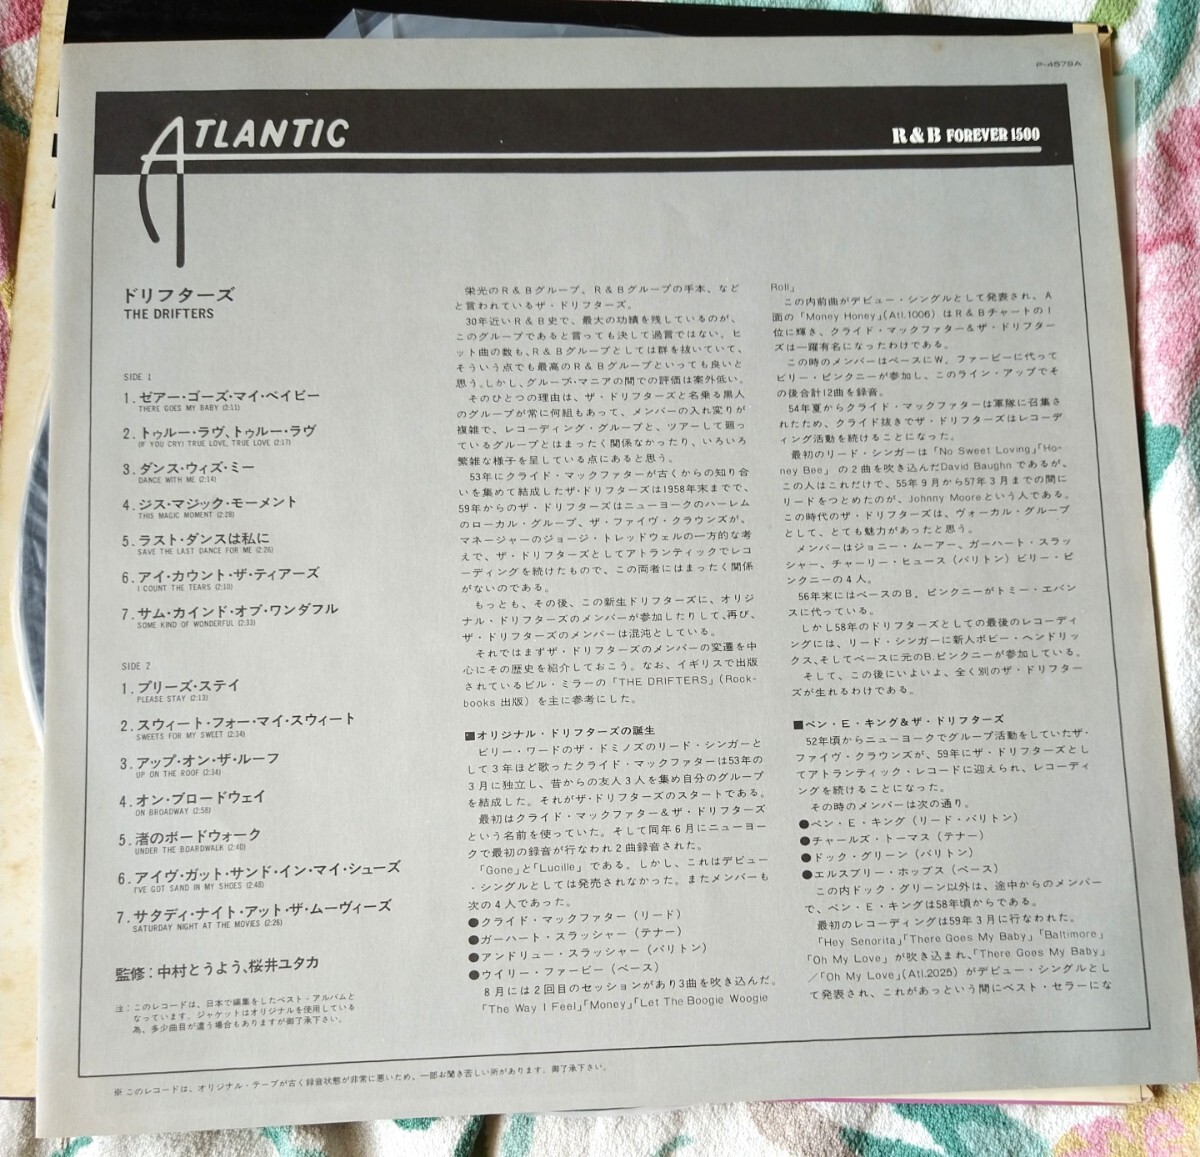 P-4579A
ATLANTIC
R&B FOREVER 1500
ドリフターズ
THE DRIFTERS
SIDE 1
1. ゼアー・ゴーズ・マイ・ベイビー
THERE GOES MY BABY (2:11)
2. トゥルー・ラヴ、トゥルー・ラヴ
(IF YOU CRY) TRUE LOVE, TRUE LOVE (2:17)
3. ダンス・ウィズ・ミー
DANCE WITH ME (2:14)
4. ジス・マジック・モーメント
THIS MAGIC MOMENT (2:28)
5. ラスト・ダンスは私に
SAVE THE LAST DANCE FOR ME (2:26)
6. アイ・カウント・ザ・ティアーズ
I COUNT THE TEARS (2:10)
7. サム・カインド・オブ・ワンダフル
SOME KIND OF WONDERFUL (2:33)
SIDE 2
1. プリーズ・ステイ
PLEASE STAY (2:13)
2. スウィート・フォー・マイ・スウィート
SWEETS FOR MY SWEET (2:34)
3. アップ・オン・ザ・ルーフ
UP ON THE ROOF (2:34)
4. オン・ブロードウェイ
ON BROADWAY (2:58)
5. 渚のボードウォーク
UNDER THE BOARDWALK (2:40)
6. アイヴ・ガット・サンド・イン・マイ・シューズ
I'VE GOT SAND IN MY SHOES (2:48)
7. サタディ・ナイト・アット・ザ・ムーヴィーズ
SATURDAY NIGHT AT THE MOVIES (2:26)
監修：中村とうよう、桜井ユタカ
注：このレコードは、日本で編集をしたベスト・アルバムと
なっています。ジャケットはオリジナルを使用している
為、多少曲目が違う場合もありますが御了承下さい。
栄光のR＆Bグループ、R＆Bグループの手本、など
と言われているザ・ドリフターズ。
30年近いR＆B史で、最大の功績を残しているのが、
このグループであると言っても決して過言ではない。ヒ
ット曲の数も、R＆Bグループとしては群を抜いていて、
そういう点でも最高のR＆Bグループといっても良いと
思う。しかし、グループ・マニアの間での評価は案外低い。
そのひとつの理由は、ザ・ドリフターズと名乗る黒人
のグループが常に何組もあって、メンバーの入れ変りが
複雑で、レコーディング・グループと、ツアーして廻っ
ているグループとはまったく関係なかったり、いろいろ
繁雑な様子を呈している点にあると思う。
53年にクライド・マックファターが古くからの知り合
いを集めて結成したザ・ドリフターズは1958年末までで、
59年からのザ・ドリフターズはニューヨークのハーレム
のローカル・グループ、ザ・ファイヴ・クラウンズが、
マネージャーのジョージ・トレッドウェルの一方的な考
えで、ザ・ドリフターズとしてアトランティックでレコ
ーディングを続けたもので、この両者にはまったく関係
がないのである。
もっとも、その後、この新生ドリフターズに、オリジ
ナル・ドリフターズのメンバーが参加したりして、再び、
ザ・ドリフターズのメンバーは混沌としている。
それではまずザ・ドリフターズのメンバーの変遷を中
心にその歴史を紹介しておこう。なお、イギリスで出版
されているビル・ミラーの「THE DRIFTERS」（Rock-
books 出版）を主に参考にした。
■オリジナル・ドリフターズの誕生
ビリー・ワードのザ・ドミノズのリード・シンガーと
して3年ほど歌ったクライド・マックファターは53年の
3月に独立し、昔からの友人3人を集め自分のグループ
を結成した。それがザ・ドリフターズのスタートである。
最初はクライド・マックファター＆ザ・ドリフターズ
という名前を使っていた。そして同年6月にニューヨー
クで最初の録音が行なわれ2曲録音された。
「Gone」と「Lucille」である。しかし、これはデビュー
・シングルとしては発売されなかった。またメンバーも
次の4人であった。
●クライド・マックファター（リード）
●ガーハート・スラッシャー（テナー）
●アンドリュー・スラッシャー（バリトン）
●ウイリー・ファービー（ベース）
8月には2回目のセッションがあり3曲を吹き込んだ。
「The Way I Feel」「Money」「Let The Boogie Woogie
Roll」
この内前曲がデビュー・シングルとして発表され、A
面の「Money Honey」（Atl.1006）はR＆Bチャートの1
位に輝き、クライド・マックファター＆ザ・ドリフター
ズは一躍有名になったわけである。
この時のメンバーはベースにW. ファービーに代って
ビリー・ピンクニーが参加し、このライン・アップでそ
の後合計12曲を録音。
54年夏からクライド・マックファターは軍隊に召集さ
れたため、クライド抜きでザ・ドリフターズはレコーデ
ィング活動を続けることになった。
最初のリード・シンガーは「No Sweet Loving」「Ho-
ney Bee」の2曲を吹き込んだDavid Baughnであるが、
この人はこれだけで、55年9月から57年3月までの間に
リードをつとめたのが、Johnny Mooreという人である。
この時代のザ・ドリフターズは、ヴォーカル・グループ
として、とても魅力があったと思う。
メンバーはジョニー・ムーアー、ガーハート・スラッ
シャー、チャーリー・ヒュース（バリトン）ビリー・ピ
ンクニーの4人。
56年末にはベースのB. ピンクニーがトミー・エバン
スに代っている。
しかし58年のドリフターズとしての最後のレコーディ
ングには、リード・シンガーに新人ボビー・ヘンドリッ
クス、そしてベースに元のB.ピンクニーが参加している。
そして、この後にいよいよ、全く別のザ・ドリフター
ズが生れるわけである。
■ベン・E・キング＆ザ・ドリフターズ
52年頃からニューヨークでグループ活動をしていたザ・
ファイヴ・クラウンズが、59年にザ・ドリフターズとし
てアトランティック・レコードに迎えられ、レコーディ
ングを続けることになった。
その時のメンバーは次の通り。
●ベン・E・キング（リード・バリトン）
●チャールズ・トーマス（テナー）
●ドック・グリーン（バリトン）
●エルスブリー・ホッブス（ベース）
この内ドック・グリーン以外は、途中からのメンバー
で、ベン・E・キングは58年頃からである。
最初のレコーディングは59年3月に行なわれた。
「Hey Senorita」「There Goes My Baby」「Baltimore」
「Oh My Love」が吹き込まれ、「There Goes My Baby」
／「Oh My Love」（Atl.2025）がデビュー・シングルとし
て発表され、これがあっという間にベスト・セラーにな
※このレコードは、オリジナル・テープが古く録音状態が非常に悪いため、一部お聞き苦しい所があります。御了承下さい。